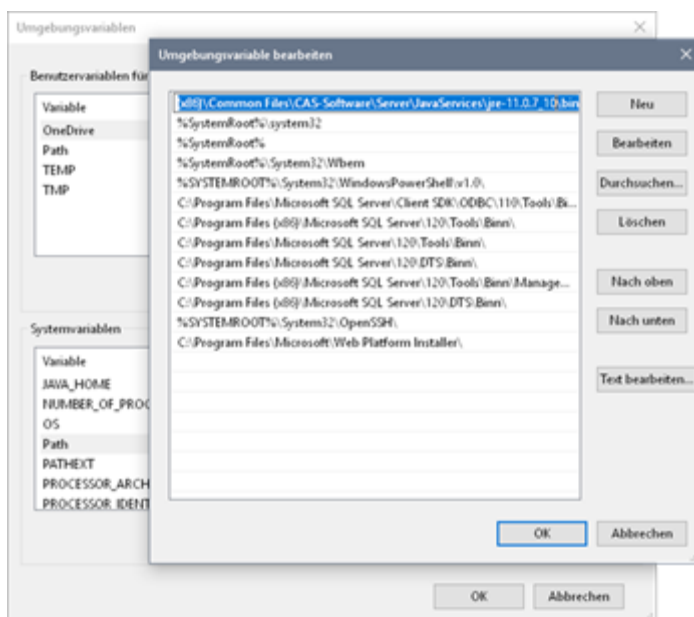 Umgebungsvariablen
Umgebungsvariable bearbeiten
Benutzervariablen für
Variable
OneDrive
Path
TEMP
TMP
(x86)\Common Files\CAS-Software\Server\JavaServices\jre-11.0.7_10\bin
%SystemRoot%\system32
%SystemRoot%
%SystemRoot%\System32\Wbem
%SYSTEMROOT%\System32\WindowsPowerShell\v1.0\
C:\Program Files\Microsoft SQL Server\Client SDK\ODBC\110\Tools\Bi...
C:\Program Files (x86)\Microsoft SQL Server\120\Tools\Binn\
C:\Program Files\Microsoft SQL Server\120\Tools\Binn\
C:\Program Files\Microsoft SQL Server\120\DTS\Binn\
C:\Program Files (x86)\Microsoft SQL Server\120\Tools\Binn\Manage...
C:\Program Files (x86)\Microsoft SQL Server\120\DTS\Binn\
%SYSTEMROOT%\System32\OpenSSH\
C:\Program Files\Microsoft\Web Platform Installer\
Neu
Bearbeiten
Durchsuchen...
Löschen
Nach oben
Nach unten
Text bearbeiten...
Systemvariablen
Variable
JAVA_HOME
NUMBER_OF_PROC
OS
Path
PATHEXT
PROCESSOR_ARCH
PROCESSOR_IDENT
OK
Abbrechen
OK
Abbrechen